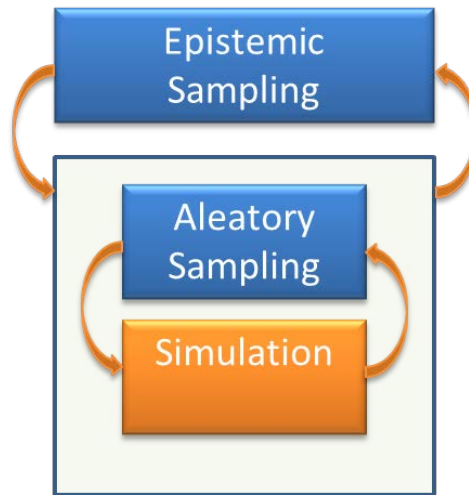 Epistemic
Sampling
Aleatory
Sampling
Simulation